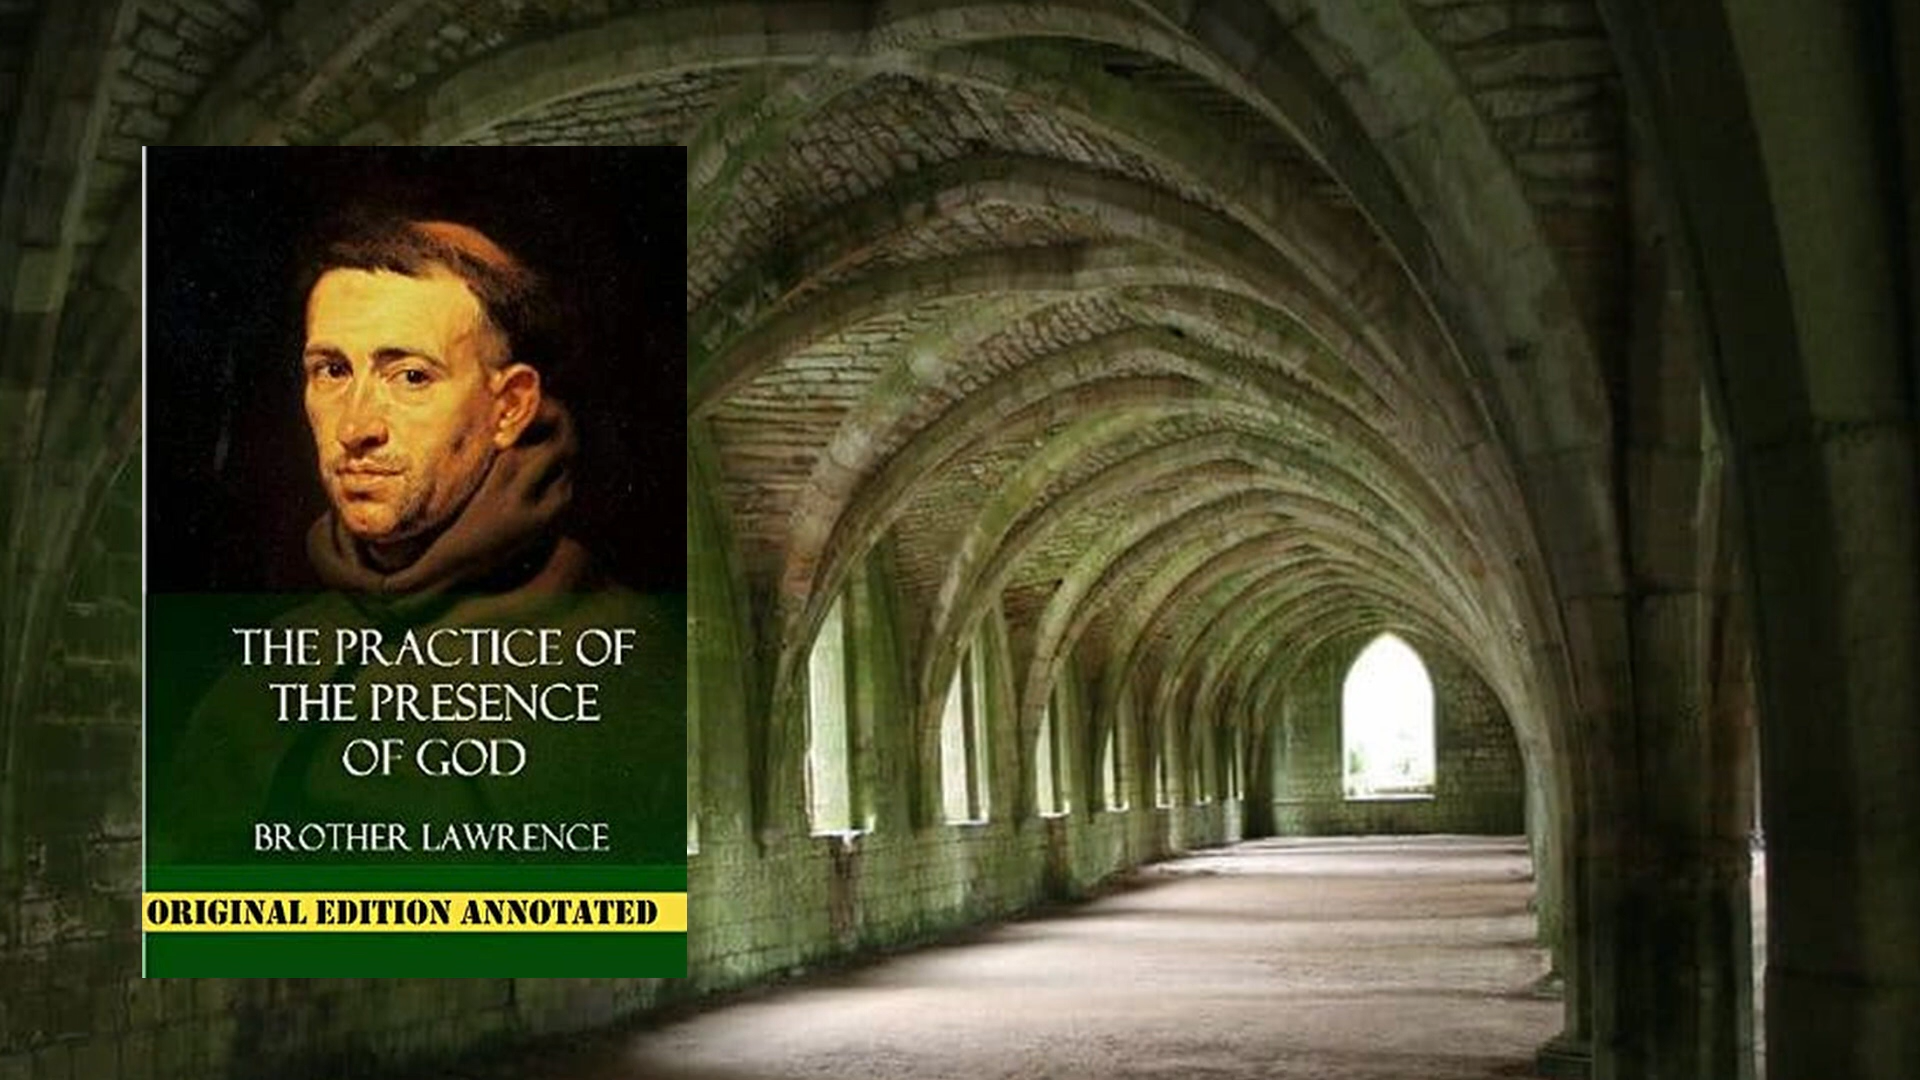 THE PRACTICE OF
THE PRESENCE
OF GOD
BROTHER LAWRENCE
ORIGINAL EDITION ANNOTATED